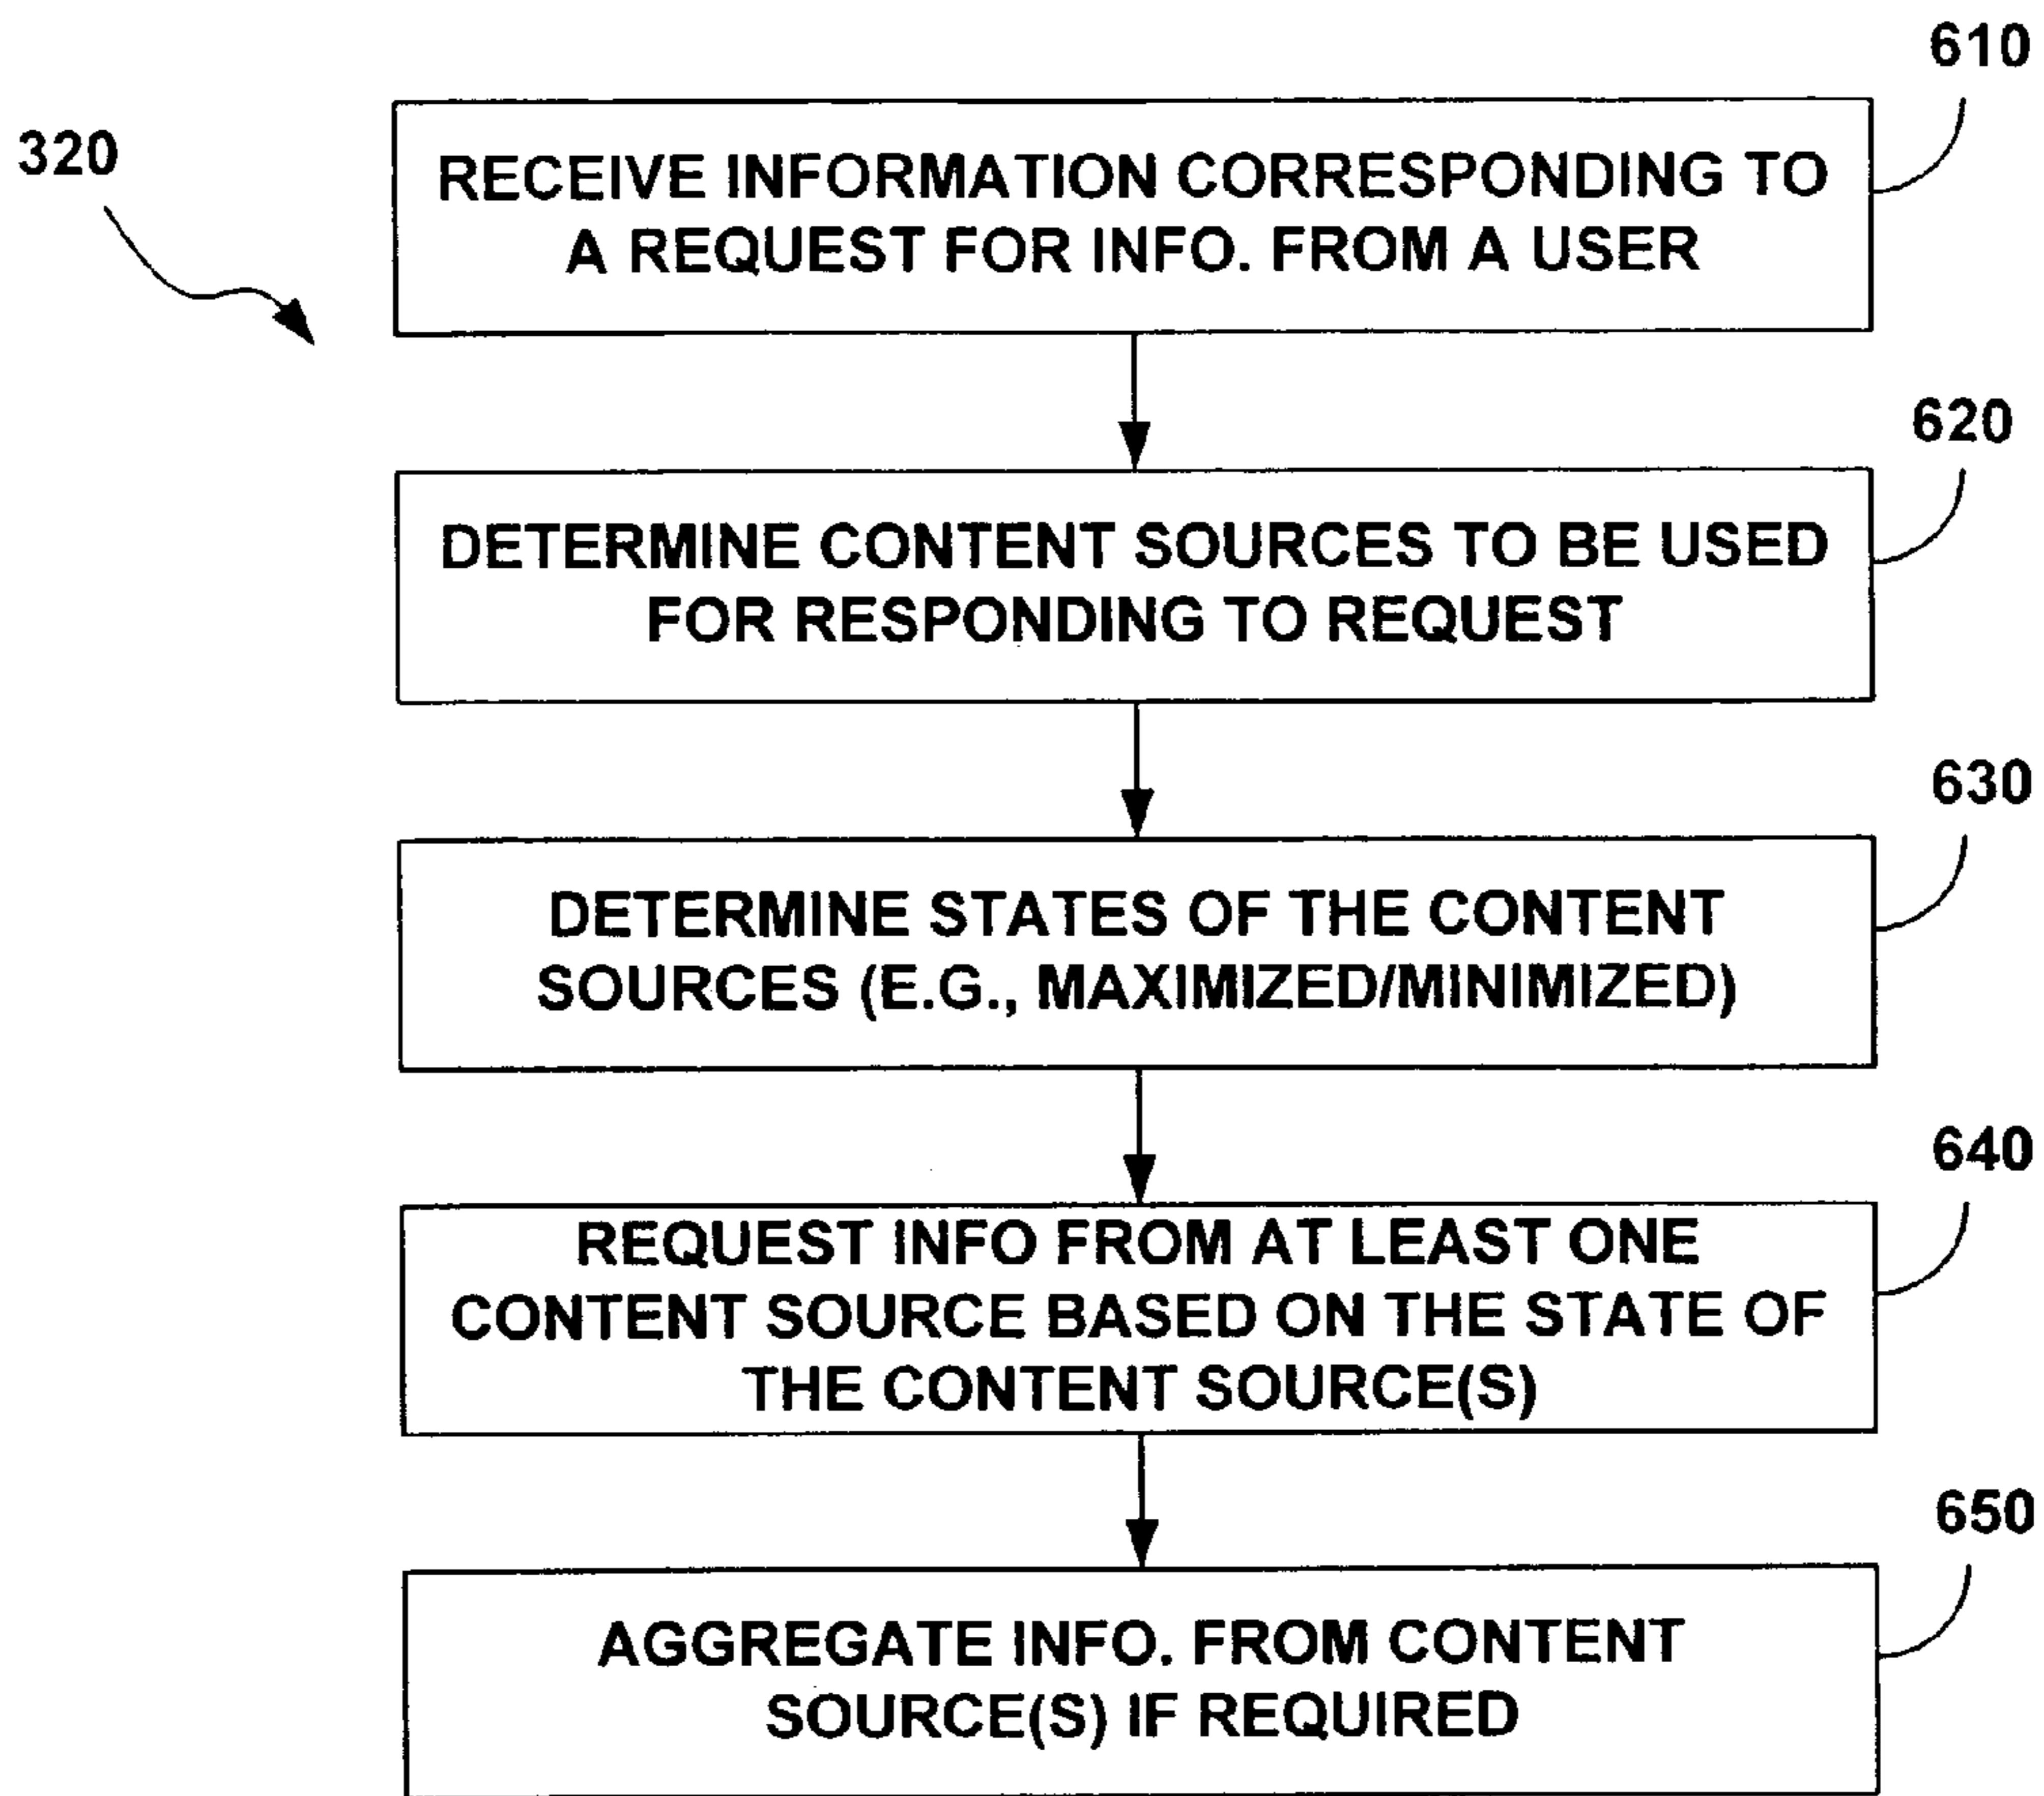 610
320
RECEIVE INFORMATION CORRESPONDING TO
A REQUEST FOR INFO. FROM A USER
620
DETERMINE CONTENT SOURCES TO BE USED
FOR RESPONDING TO REQUEST
630
DETERMINE STATES OF THE CONTENT
SOURCES (E.G., MAXIMIZED/MINIMIZED)
640
REQUEST INFO FROM AT LEAST ONE
CONTENT SOURCE BASED ON THE STATE OF
THE CONTENT SOURCE(S)
650
AGGREGATE INFO. FROM CONTENT
SOURCE(S) IF REQUIRED